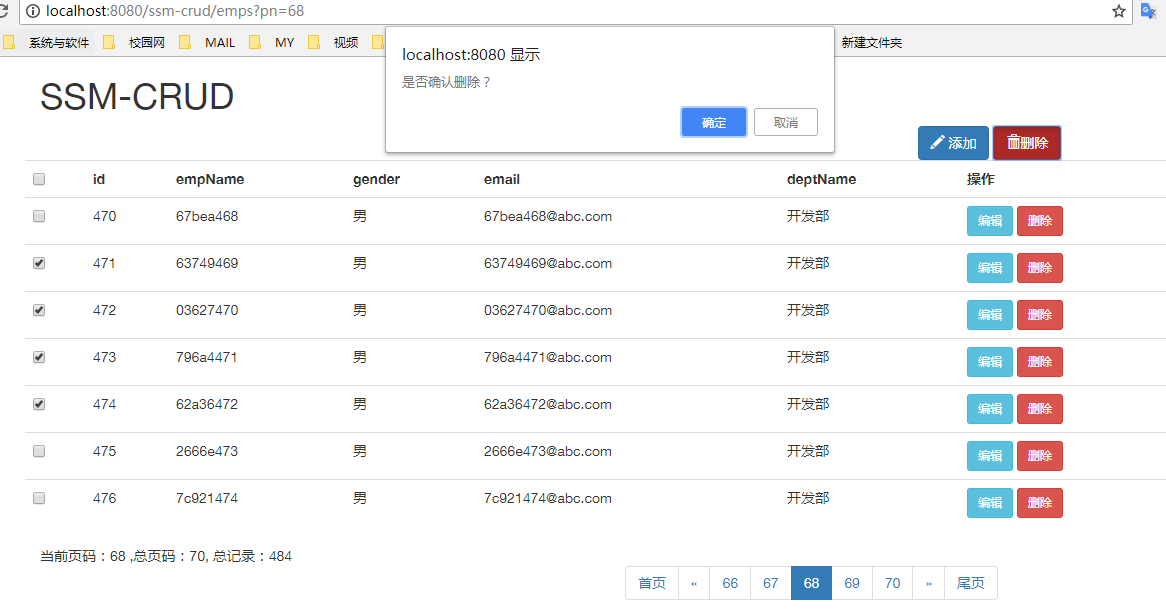 localhost:8080/ssm-crud/emps?pn=68
系统与软件 校园网 MAIL MY 视频 新建文件夹
localhost:8080 显示
是否确认删除？
确定 取消
SSM-CRUD
添加 删除
id empName gender email deptName 操作
470 67bea468 男 67bea468@abc.com 开发部 编辑 删除
471 63749469 男 63749469@abc.com 开发部 编辑 删除
472 03627470 男 03627470@abc.com 开发部 编辑 删除
473 796a4471 男 796a4471@abc.com 开发部 编辑 删除
474 62a36472 男 62a36472@abc.com 开发部 编辑 删除
475 2666e473 男 2666e473@abc.com 开发部 编辑 删除
476 7c921474 男 7c921474@abc.com 开发部 编辑 删除
当前页码：68 ,总页码：70, 总记录：484
首页 « 66 67 68 69 70 » 尾页